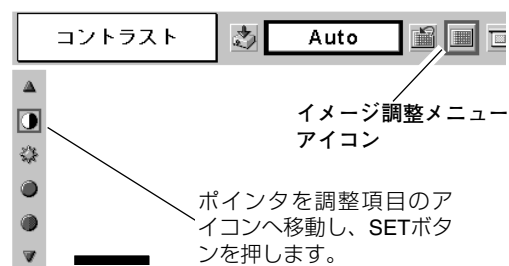 コントラスト Auto
イメージ調整メニュー
アイコン
ポインタを調整項目のア
イコンへ移動し、SETボタ
ンを押します。